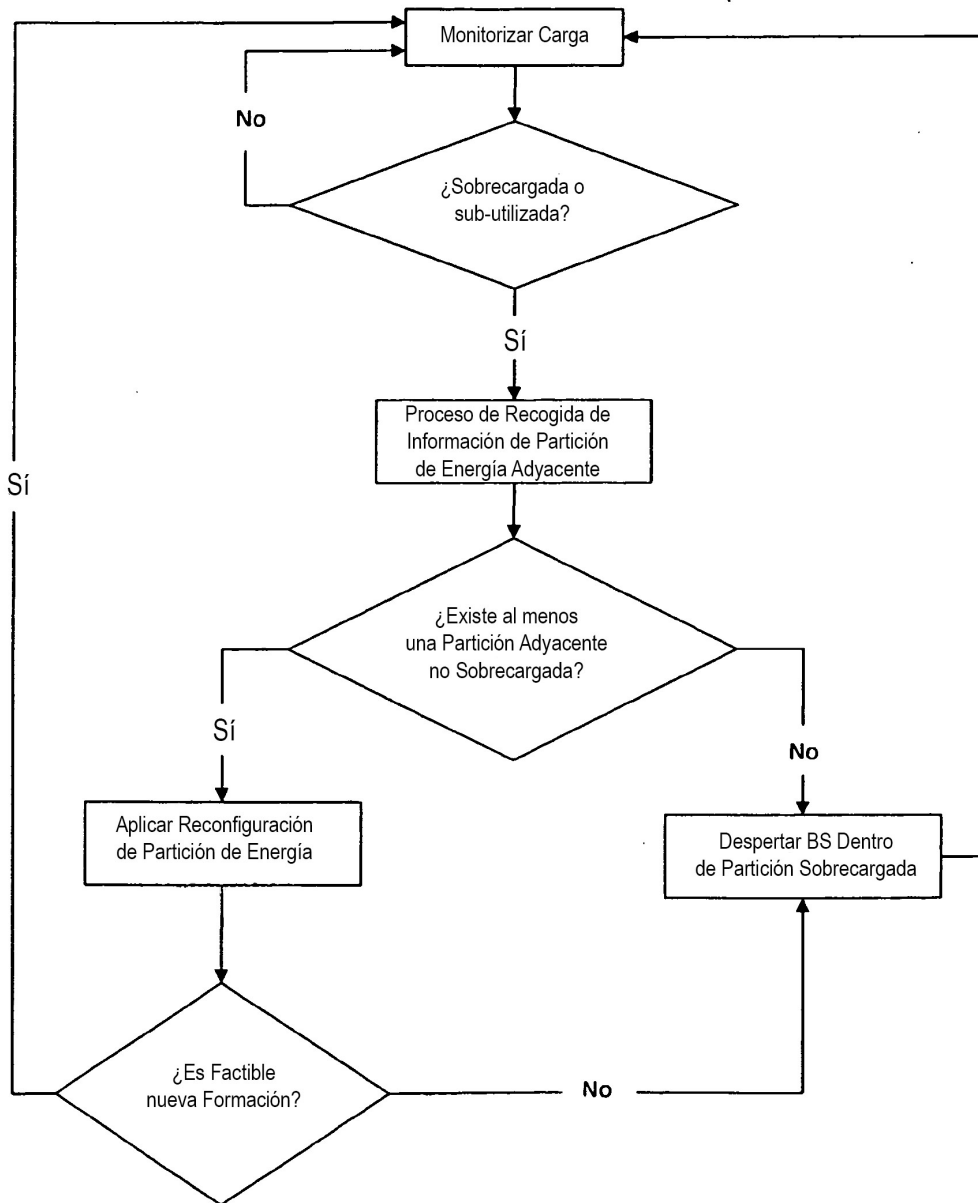 Monitorizar Carga
No
¿Sobrecargada o
sub-utilizada?
Sí
Proceso de Recogida de
Información de Partición
de Energía Adyacente
Sí
¿Existe al menos
una Partición Adyacente
no Sobrecargada?
Sí
No
Aplicar Reconfiguración
de Partición de Energía
Despertar BS Dentro
de Partición Sobrecargada
¿Es Factible
nueva Formación?
No